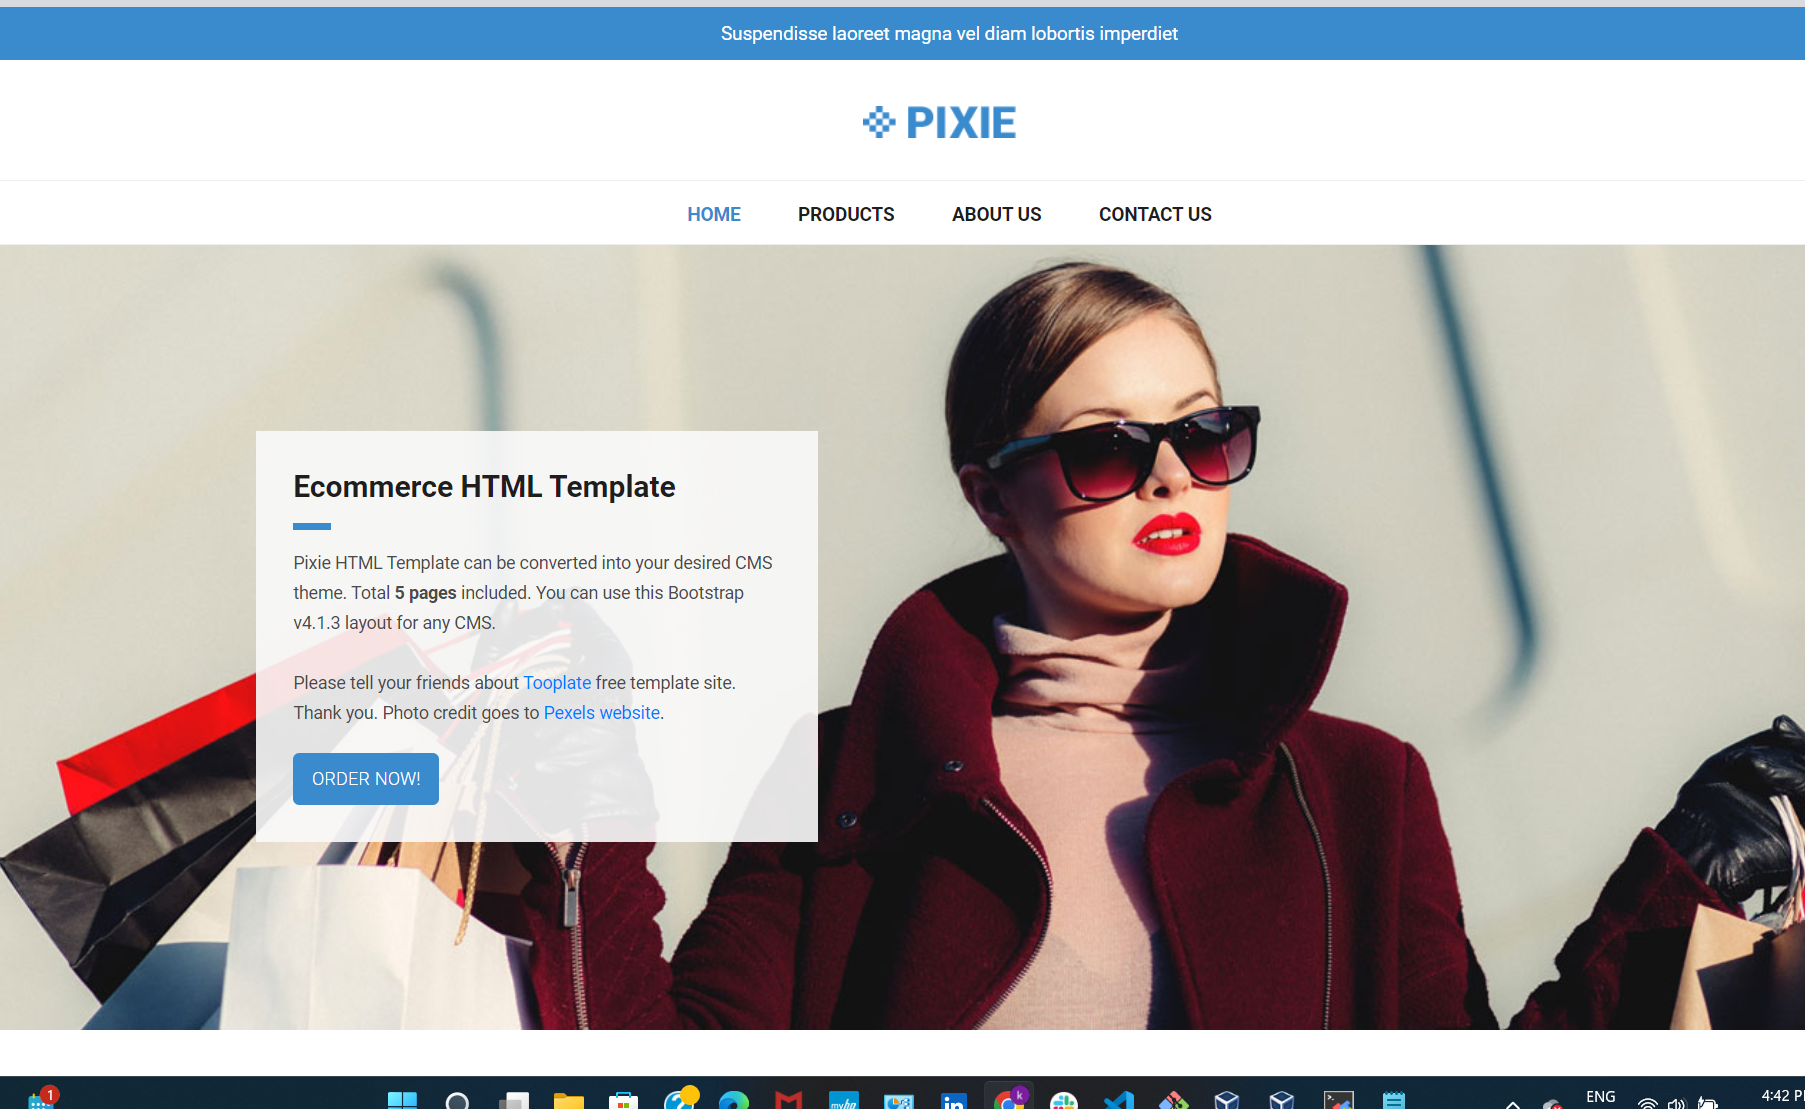 Suspendisse laoreet magna vel diam lobortis imperdiet
PIXIE
HOME PRODUCTS ABOUT US CONTACT US
Ecommerce HTML Template
Pixie HTML Template can be converted into your desired CMS
theme. Total 5 pages included. You can use this Bootstrap
v4.1.3 layout for any CMS.
Please tell your friends about Tooplate free template site.
Thank you. Photo credit goes to Pexels website.
ORDER NOW!
1
k
ENG
4:42